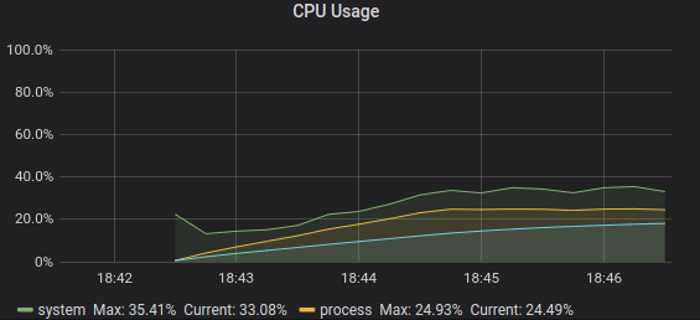 CPU Usage
100.0%
80.0%
60.0%
40.0%
20.0%
0%
18:42 18:43 18:44 18:45 18:46
system Max: 35.41% Current: 33.08% process Max: 24.93% Current: 24.49%